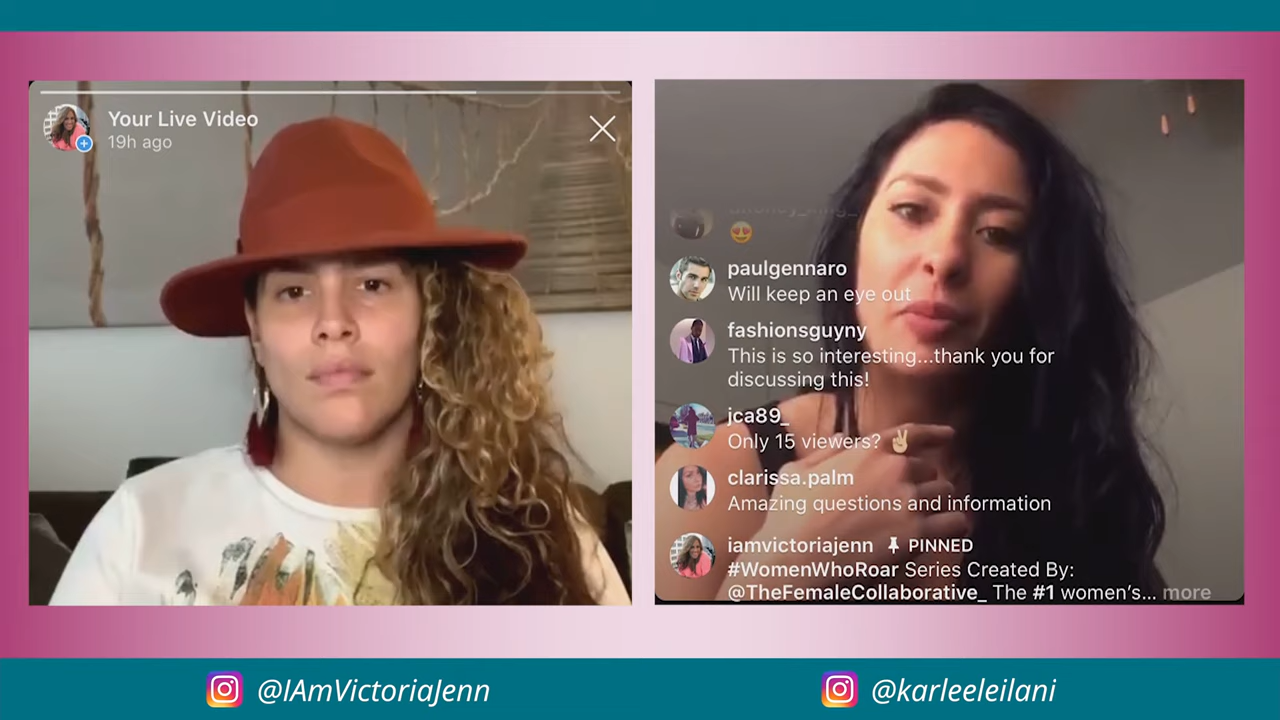 Your Live Video
19h ago
paulgennaro
Will keep an eye out
fashionsguyny
This is so interesting...thank you for
discussing this!
jca89_
Only 15 viewers? ✌🏼
clarissa.palm
Amazing questions and information
iamvictoriajenn PINNED
#WomenWhoRoar Series Created By:
@TheFemaleCollaborative_ The #1 women's... more
@IAmVictoriaJenn
@karleeleilani